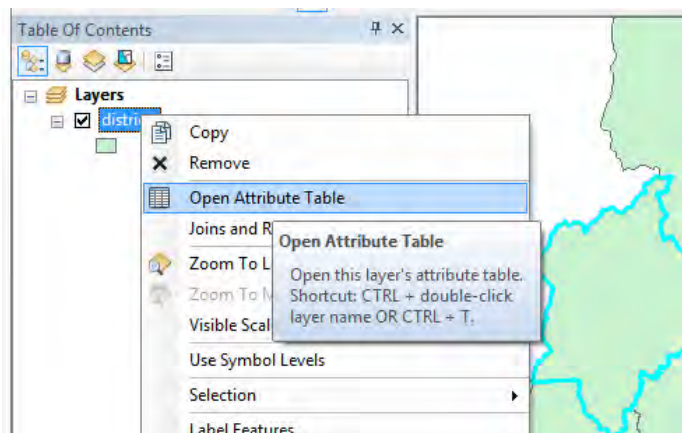 Table Of Contents
Layers
Copy
Remove
Open Attribute Table
Joins and R
Open Attribute Table
Open this layer's attribute table.
Shortcut: CTRL + double-click
layer name OR CTRL + T.
Zoom To L
Zoom To
Visible Scal
Use Symbol Levels
Selection
Label Features